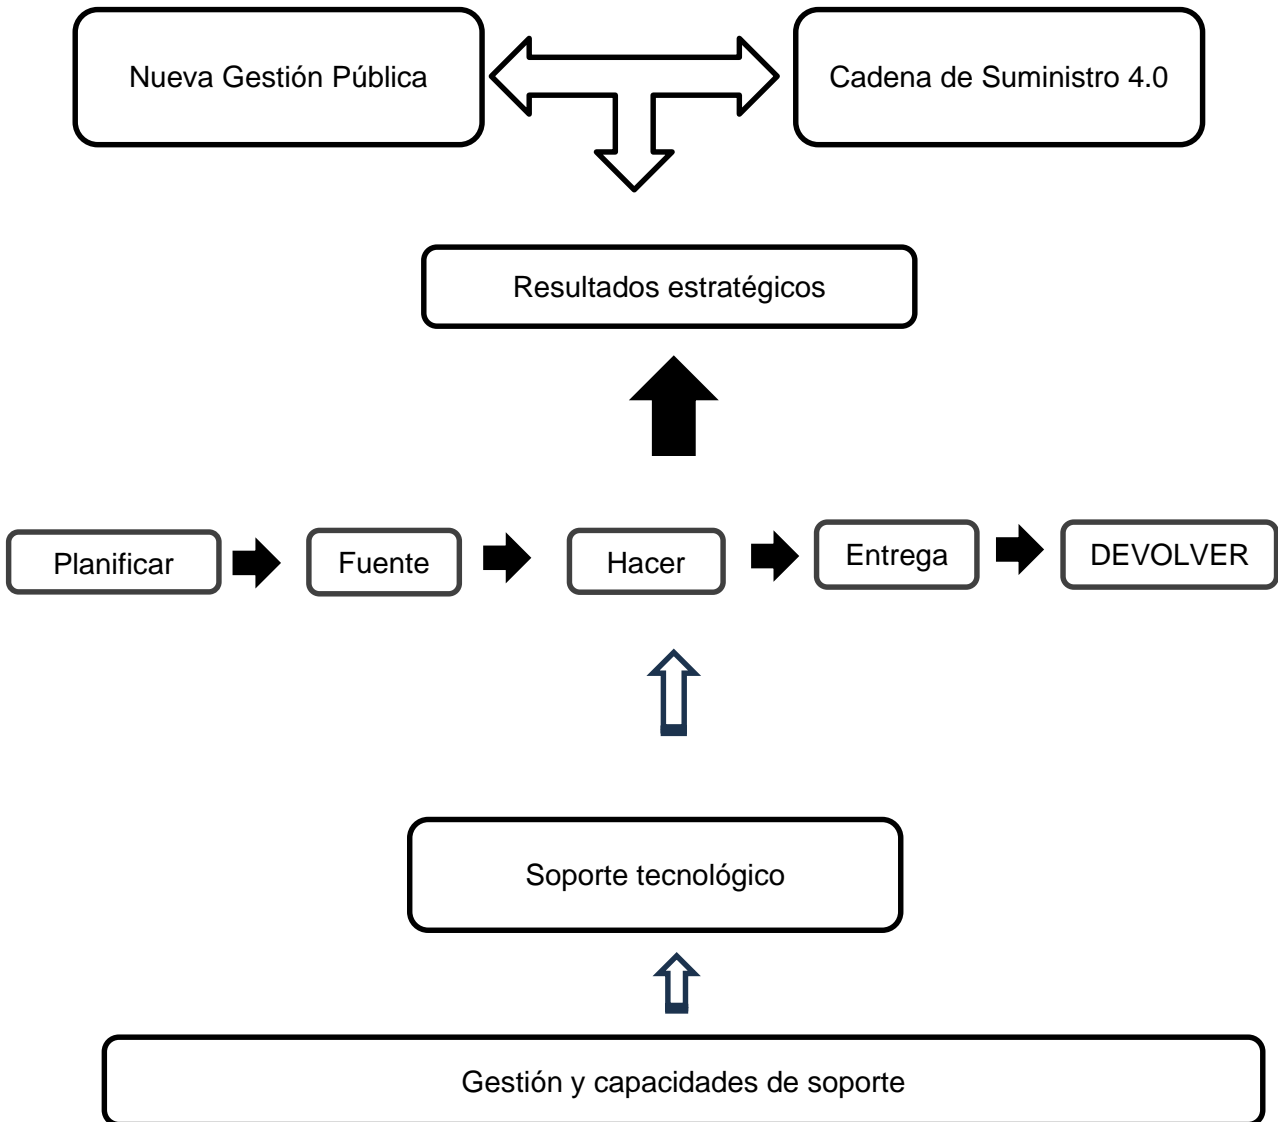 Nueva Gestión Pública
Cadena de Suministro 4.0
Resultados estratégicos
Planificar
Fuente
Hacer
Entrega
DEVOLVER
Soporte tecnológico
Gestión y capacidades de soporte